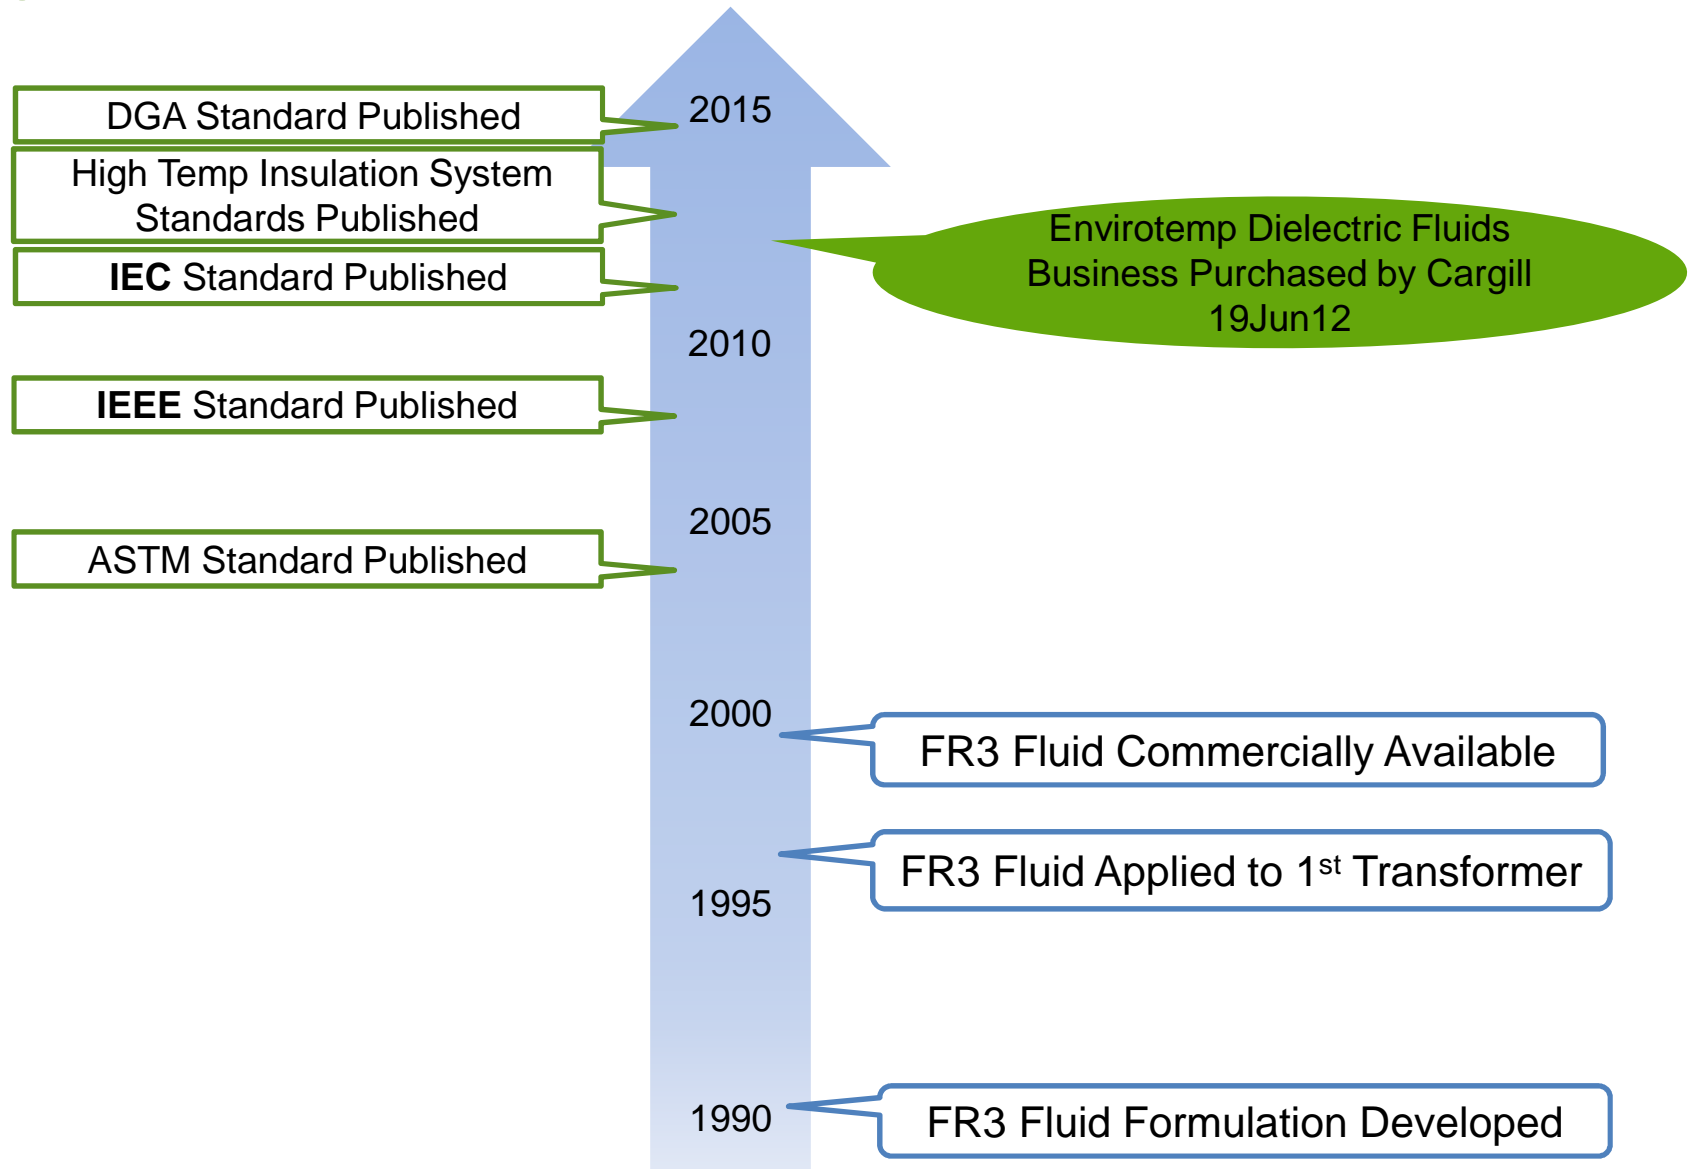 2015
DGA Standard Published
High Temp Insulation System
Standards Published
Envirotemp Dielectric Fluids
Business Purchased by Cargill
19Jun12
IEC Standard Published
2010
IEEE Standard Published
2005
ASTM Standard Published
2000
FR3 Fluid Commercially Available
FR3 Fluid Applied to 1st Transformer
1995
1990
FR3 Fluid Formulation Developed